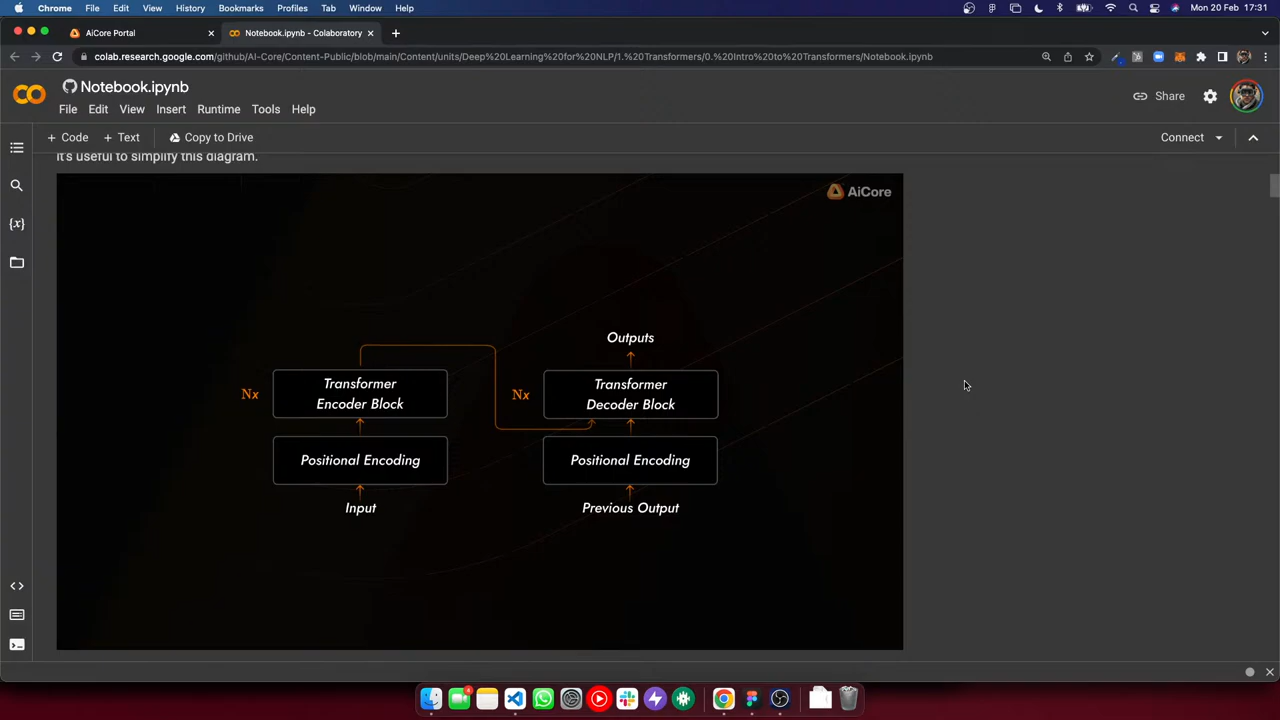 Chrome File Edit View History Bookmarks Profiles Tab Window Help Mon 20 Feb 17:31
AiCore Portal Notebook.ipynb - Colaboratory
colab.research.google.com/github/AI-Core/Content-Public/blob/main/Content/units/Deep%20Learning%20for%20NLP/1.%20Transformers/0.%20Intro%20to%20Transformers/Notebook.ipynb
Notebook.ipynb
Share
File Edit View Insert Runtime Tools Help
+ Code + Text Copy to Drive Connect
It's useful to simplify this diagram.
AiCore
Outputs
Nx
Transformer
Encoder Block
Nx
Transformer
Decoder Block
Positional Encoding
Positional Encoding
Input
Previous Output
4